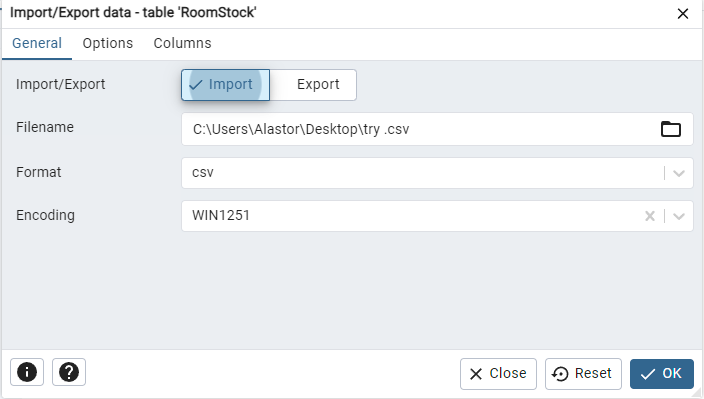 Import/Export data - table 'RoomStock'
General Options Columns
Import/Export Import Export
Filename C:\Users\Alastor\Desktop\try .csv
Format csv
Encoding WIN1251
Close Reset OK